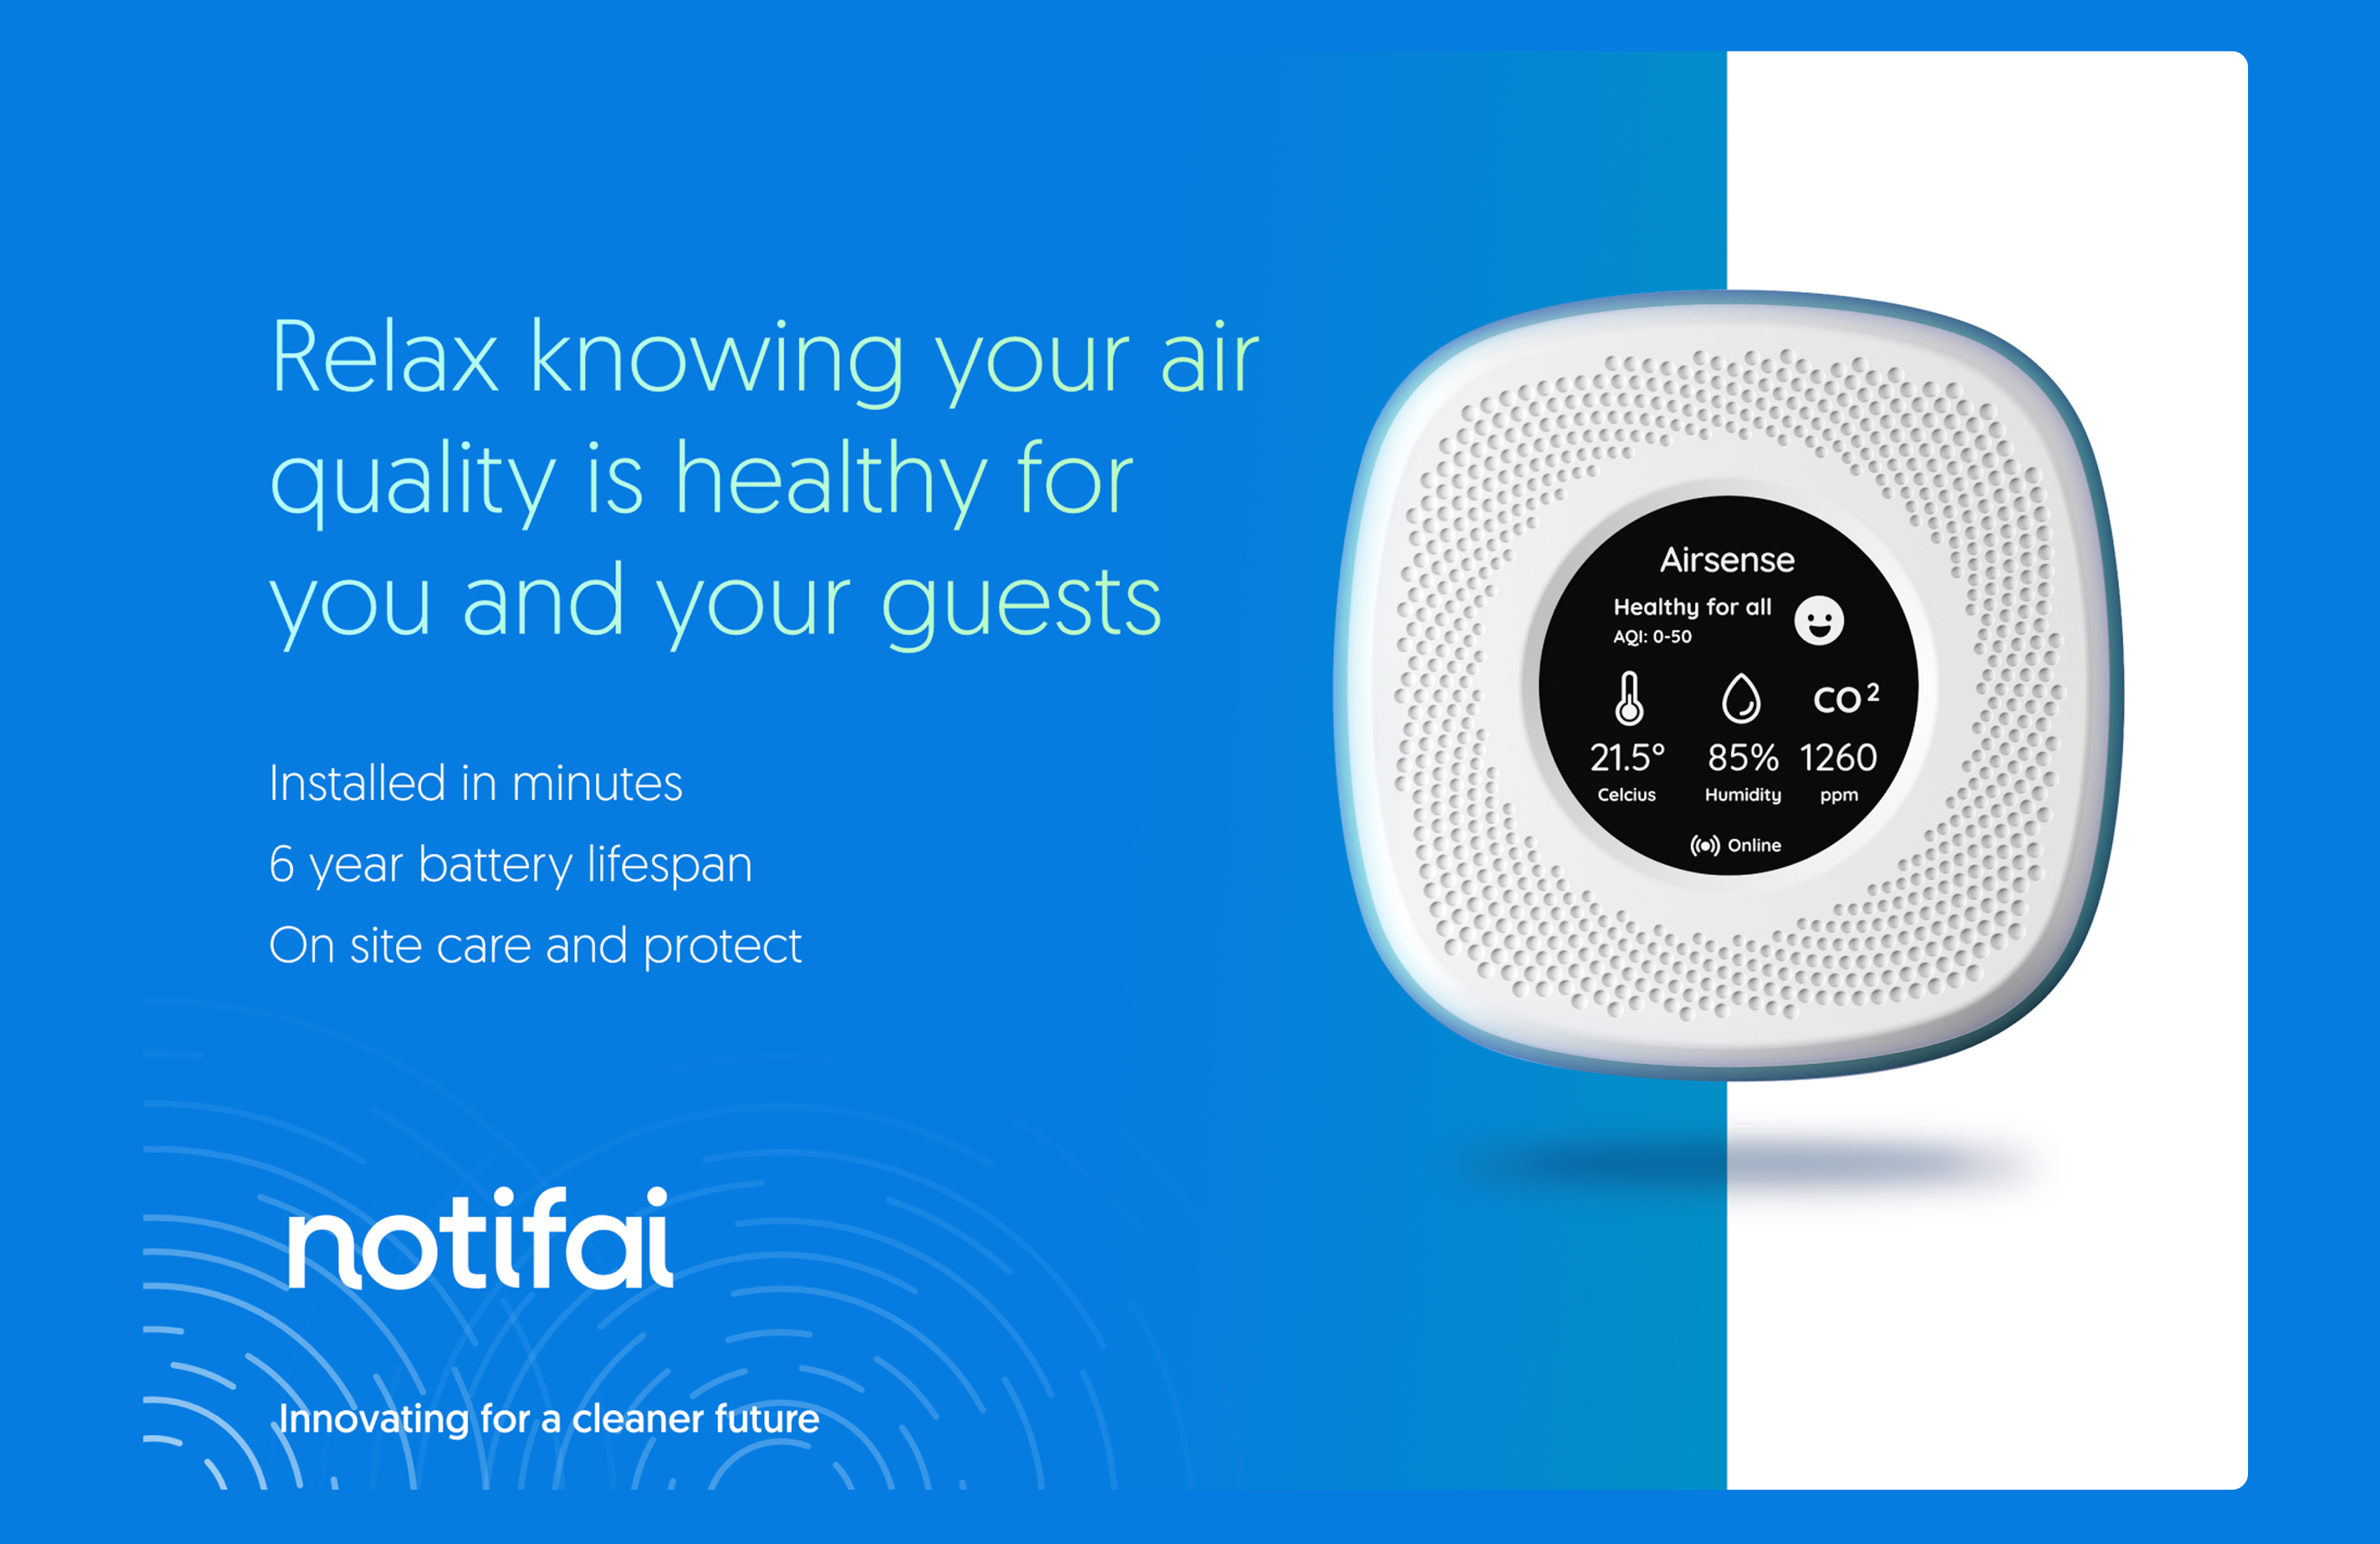 Relax knowing your air
quality is healthy for
you and your guests
Installed in minutes
6 year battery lifespan
On site care and protect
notifai
Innovating for a cleaner future
Airsense
Healthy for all
AQI: 0-50
CO²
21.5° 85% 1260
Celcius Humidity ppm
Online